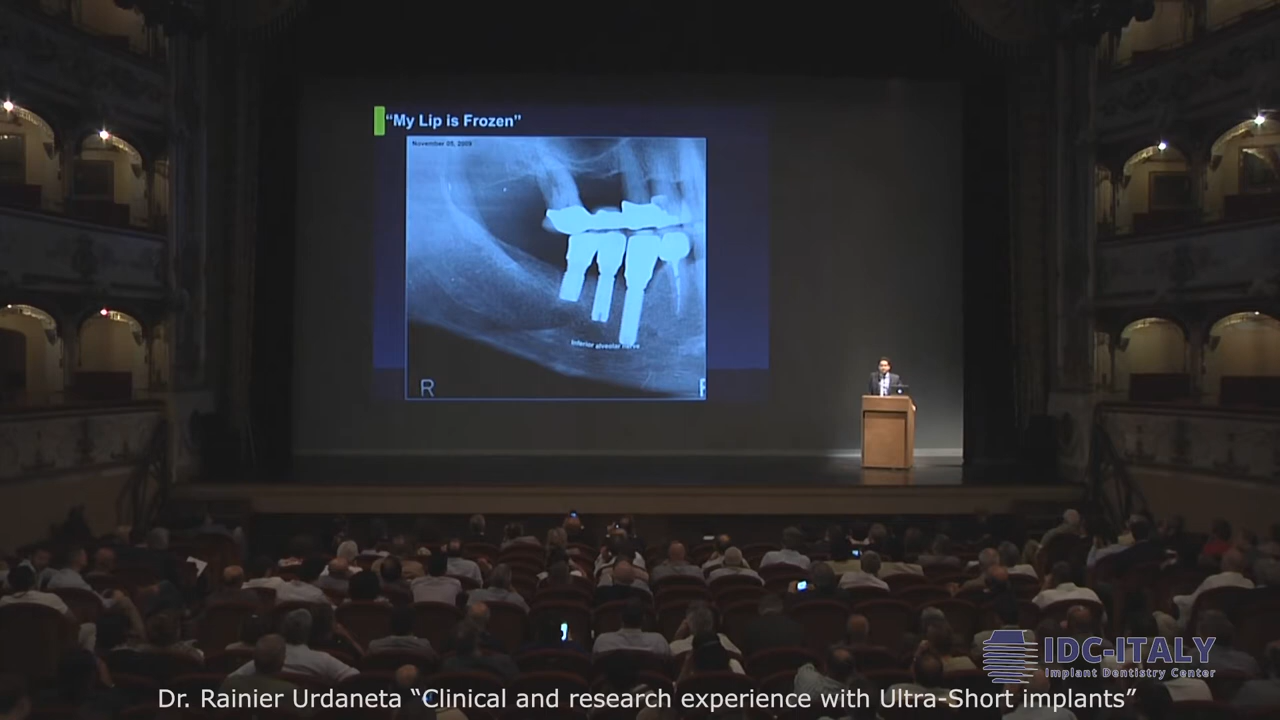 "My Lip is Frozen"
November 05, 2009
Inferior alveolar nerve
R
IDC-ITALY
Implant Dentistry Center
Dr. Rainier Urdaneta “Clinical and research experience with Ultra-Short implants”